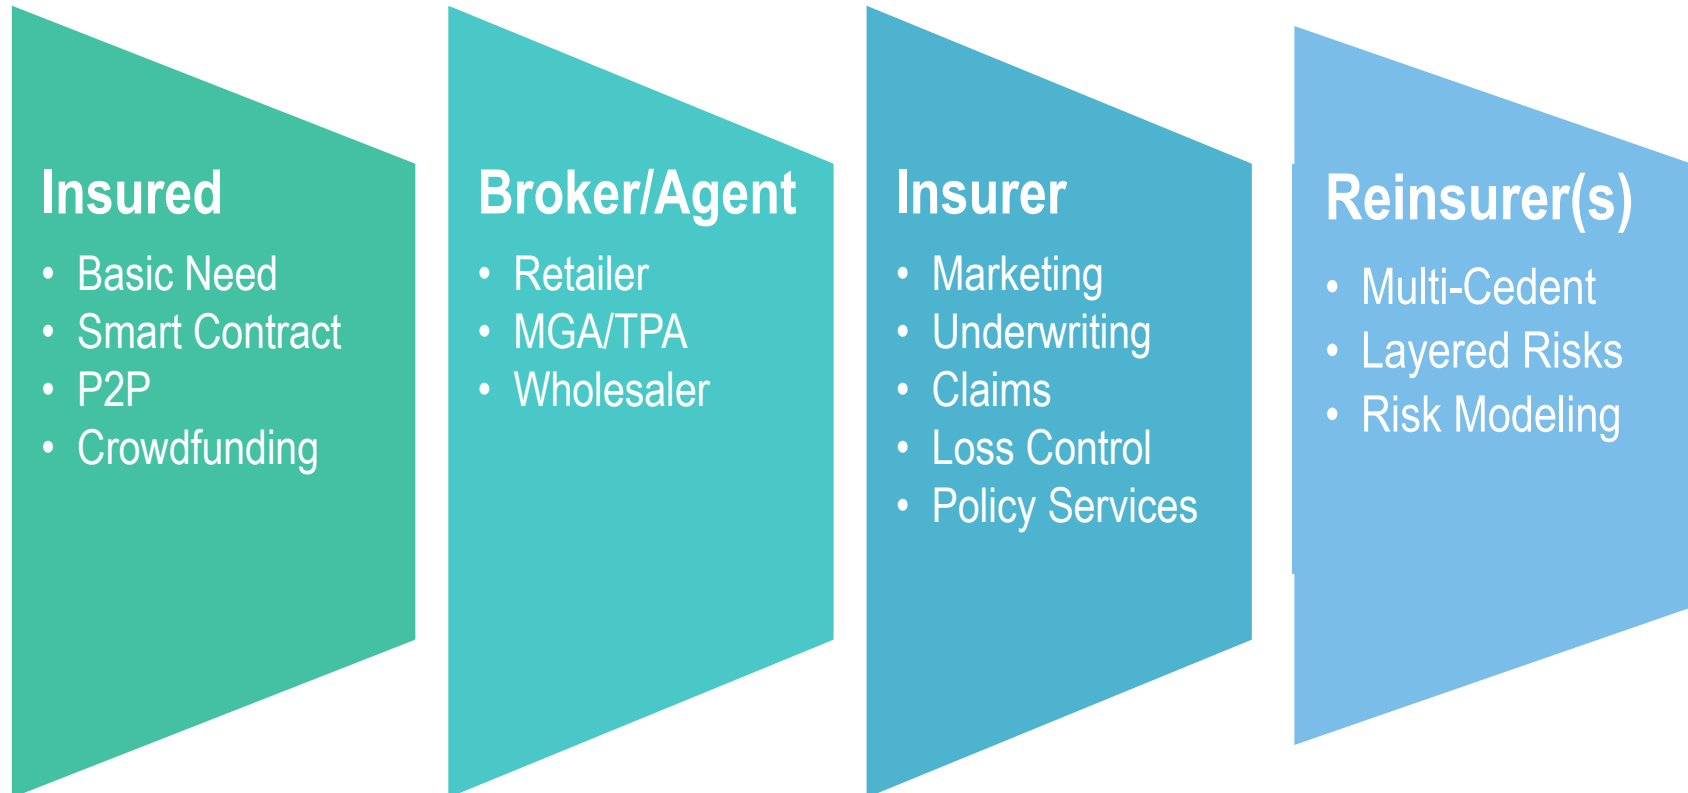 Insured
• Basic Need
• Smart Contract
• P2P
• Crowdfunding
Broker/Agent
• Retailer
• MGA/TPA
• Wholesaler
Insurer
• Marketing
• Underwriting
• Claims
• Loss Control
• Policy Services
Reinsurer(s)
• Multi-Cedent
• Layered Risks
• Risk Modeling